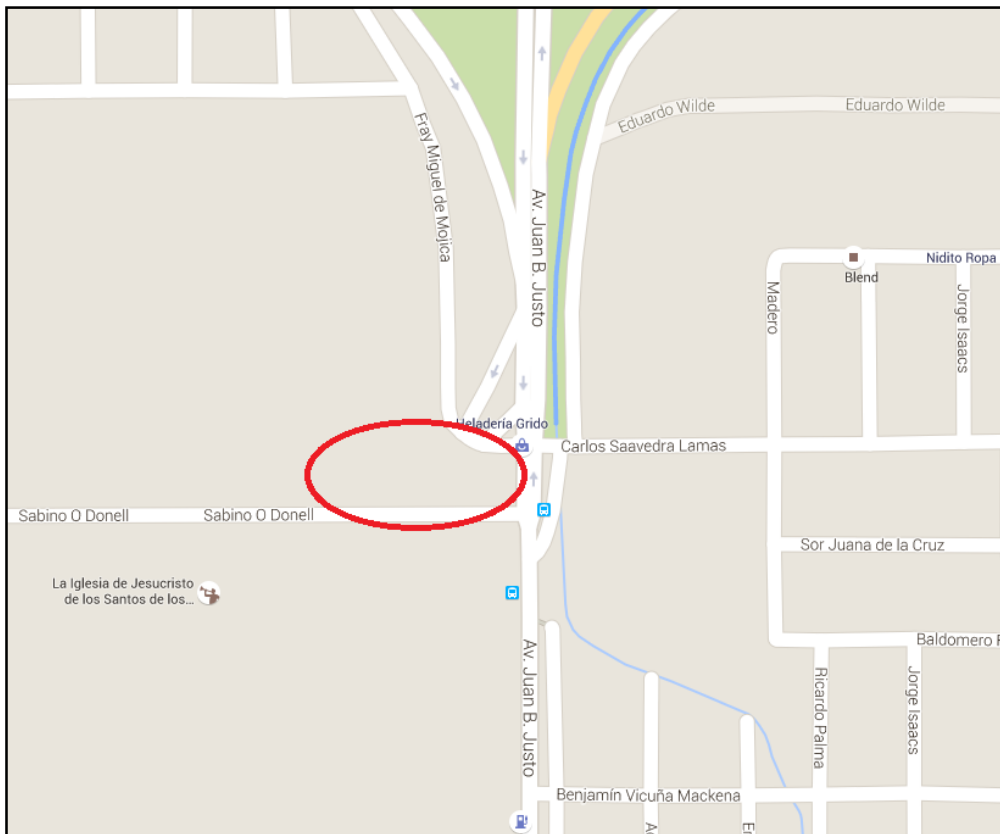 Eduardo Wilde
Eduardo Wilde
Fray Miguel de Mojica
Av. Juan B. Justo
Nidito Ropa
Blend
Madero
Jorge Isaacs
Heladería Grido
Carlos Saavedra Lamas
Sabino O Donell
Sabino O Donell
Sor Juana de la Cruz
La Iglesia de Jesucristo
de los Santos de los...
Baldomero
Av. Juan B. Justo
Ricardo Palma
Jorge Isaacs
Benjamín Vicuña Mackena